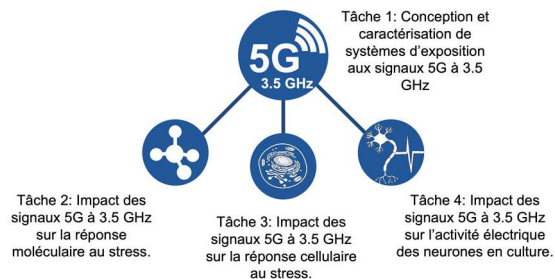 5G
3.5 GHz
Tâche 1: Conception et
caractérisation de
systèmes d'exposition
aux signaux 5G à 3.5
GHz
Tâche 2: Impact des
signaux 5G à 3.5 GHz
sur la réponse
moléculaire au stress.
Tâche 3: Impact des
signaux 5G à 3.5 GHz
sur la réponse cellulaire
au stress.
Tâche 4: Impact des
signaux 5G à 3.5 GHz
sur l'activité électrique
des neurones en culture.